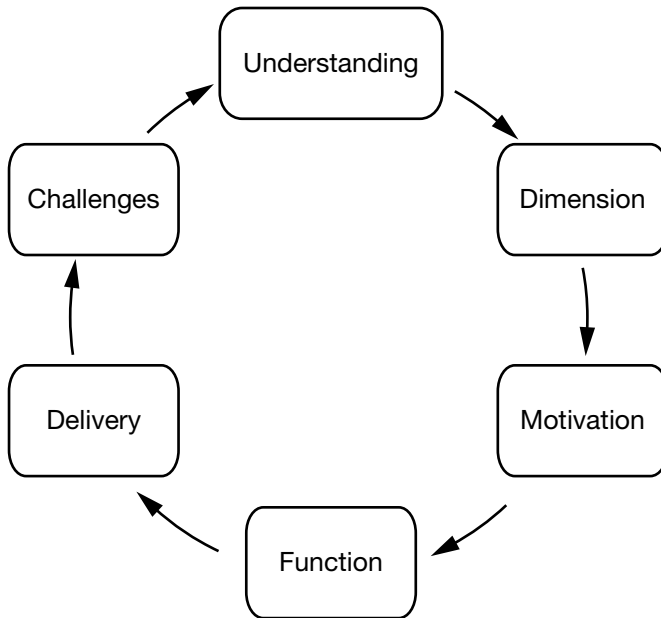 Understanding
Dimension
Motivation
Function
Delivery
Challenges